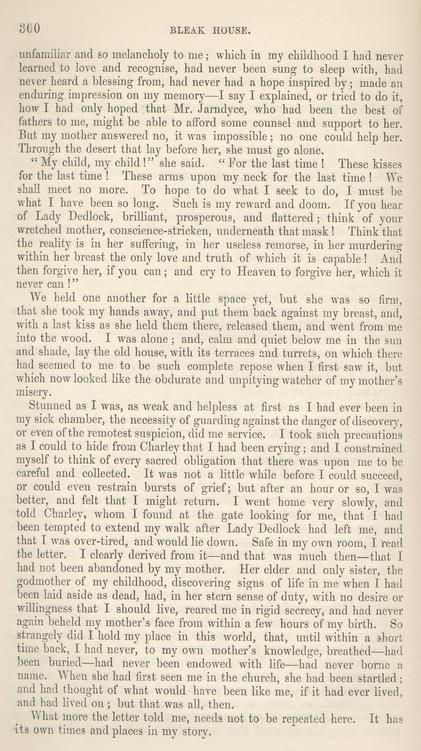 360 BLEAK HOUSE.
unfamiliar and so melancholy to me; which in my childhood I had never
learned to love and recognise, had never been sung to sleep with, had
never heard a blessing from, had never had a hope inspired by; made an
enduring impression on my memory—I say I explained, or tried to do it,
how I had only hoped that Mr. Jarndyce, who had been the best of
fathers to me, might be able to afford some counsel and support to her.
But my mother answered no, it was impossible; no one could help her.
Through the desert that lay before her, she must go alone.
“My child, my child!” she said. “For the last time! These kisses
for the last time! These arms upon my neck for the last time! We
shall meet no more. To hope to do what I seek to do, I must be
what I have been so long. Such is my reward and doom. If you hear
of Lady Dedlock, brilliant, prosperous, and flattered; think of your
wretched mother, conscience-stricken, underneath that mask! Think that
the reality is in her suffering, in her useless remorse, in her murdering
within her breast the only love and truth of which it is capable! And
then forgive her, if you can; and cry to Heaven to forgive her, which it
never can!”
We held one another for a little space yet, but she was so firm,
that she took my hands away, and put them back against my breast, and,
with a last kiss as she held them there, released them, and went from me
into the wood. I was alone; and, calm and quiet below me in the sun
and shade, lay the old house, with its terraces and turrets, on which there
had seemed to me to be such complete repose when I first saw it, but
which now looked like the obdurate and unpitying watcher of my mother’s
misery.
Stunned as I was, as weak and helpless at first as I had ever been in
my sick chamber, the necessity of guarding against the danger of discovery,
or even of the remotest suspicion, did me service. I took such precautions
as I could to hide from Charley that I had been crying; and I constrained
myself to think of every sacred obligation that there was upon me to be
careful and collected. It was not a little while before I could succeed,
or could even restrain bursts of grief; but after an hour or so, I was
better, and felt that I might return. I went home very slowly, and
told Charley, whom I found at the gate looking for me, that I had
been tempted to extend my walk after Lady Dedlock had left me, and
that I was over-tired, and would lie down. Safe in my own room, I read
the letter. I clearly derived from it—and that was much then—that I
had not been abandoned by my mother. Her elder and only sister, the
godmother of my childhood, discovering signs of life in me when I had
been laid aside as dead, had, in her stern sense of duty, with no desire or
willingness that I should live, reared me in rigid secrecy, and had never
again beheld my mother’s face from within a few hours of my birth. So
strangely did I hold my place in this world, that, until within a short
time back, I had never, to my own mother’s knowledge, breathed—had
been buried—had never been endowed with life—had never borne a
name. When she had first seen me in the church, she had been startled;
and had thought of what would have been like me, if it had ever lived,
and had lived on; but that was all, then.
What more the letter told me, needs not to be repeated here. It has
its own times and places in my story.